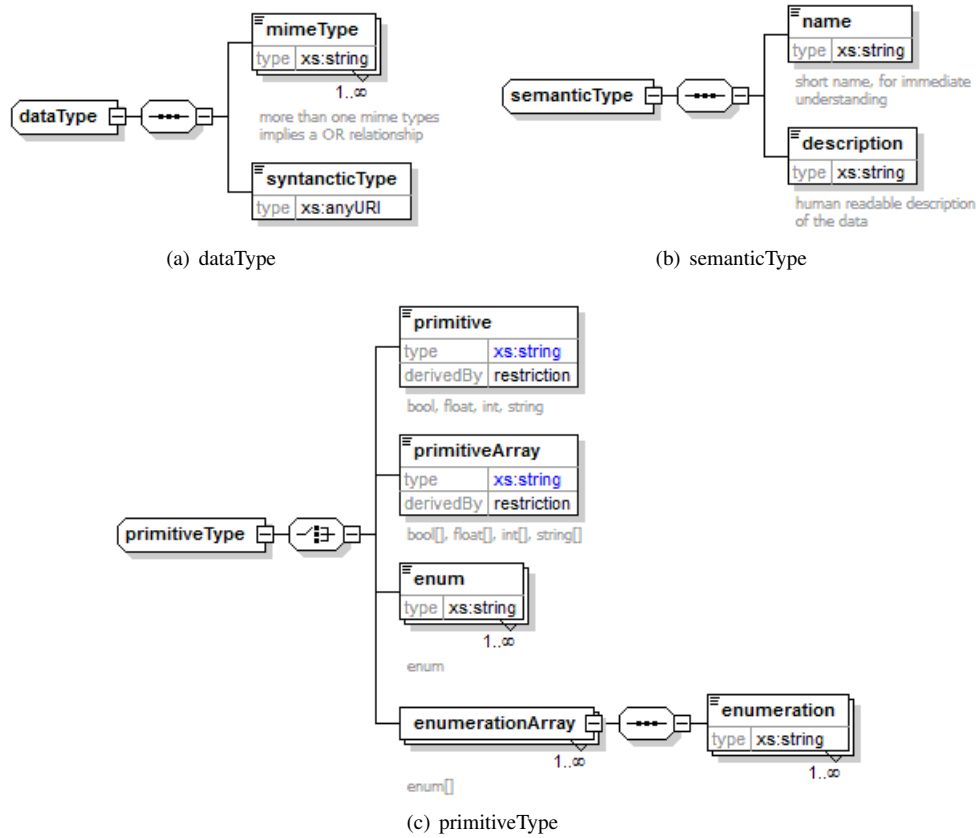 mimeType
type xs:string
1..∞
more than one mime types
implies a OR relationship
dataType
syntancticType
type xs:anyURI
(a) dataType
name
type xs:string
short name, for immediate
understanding
semanticType
description
type xs:string
human readable description
of the data
(b) semanticType
primitive
type xs:string
derivedBy restriction
bool, float, int, string
primitiveArray
type xs:string
derivedBy restriction
bool[], float[], int[], string[]
primitiveType
enum
type xs:string
1..∞
enum
enumerationArray
1..∞
enum[]
enumeration
type xs:string
1..∞
(c) primitiveType